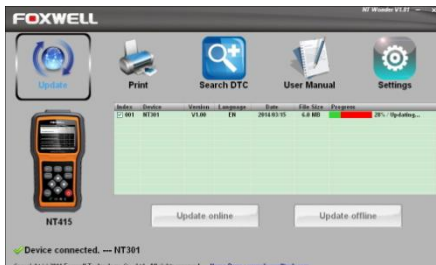 NT Wonder V1.01
FOXWELL
Update
Print
Search DTC
User Manual
Settings
Index Device Version Language Date File Size Progress
001 NT301 V1.00 EN 2014/03/15 6.0 MD 20% / Updating...
NT415
Update online
Update offline
Device connected. --- NT301